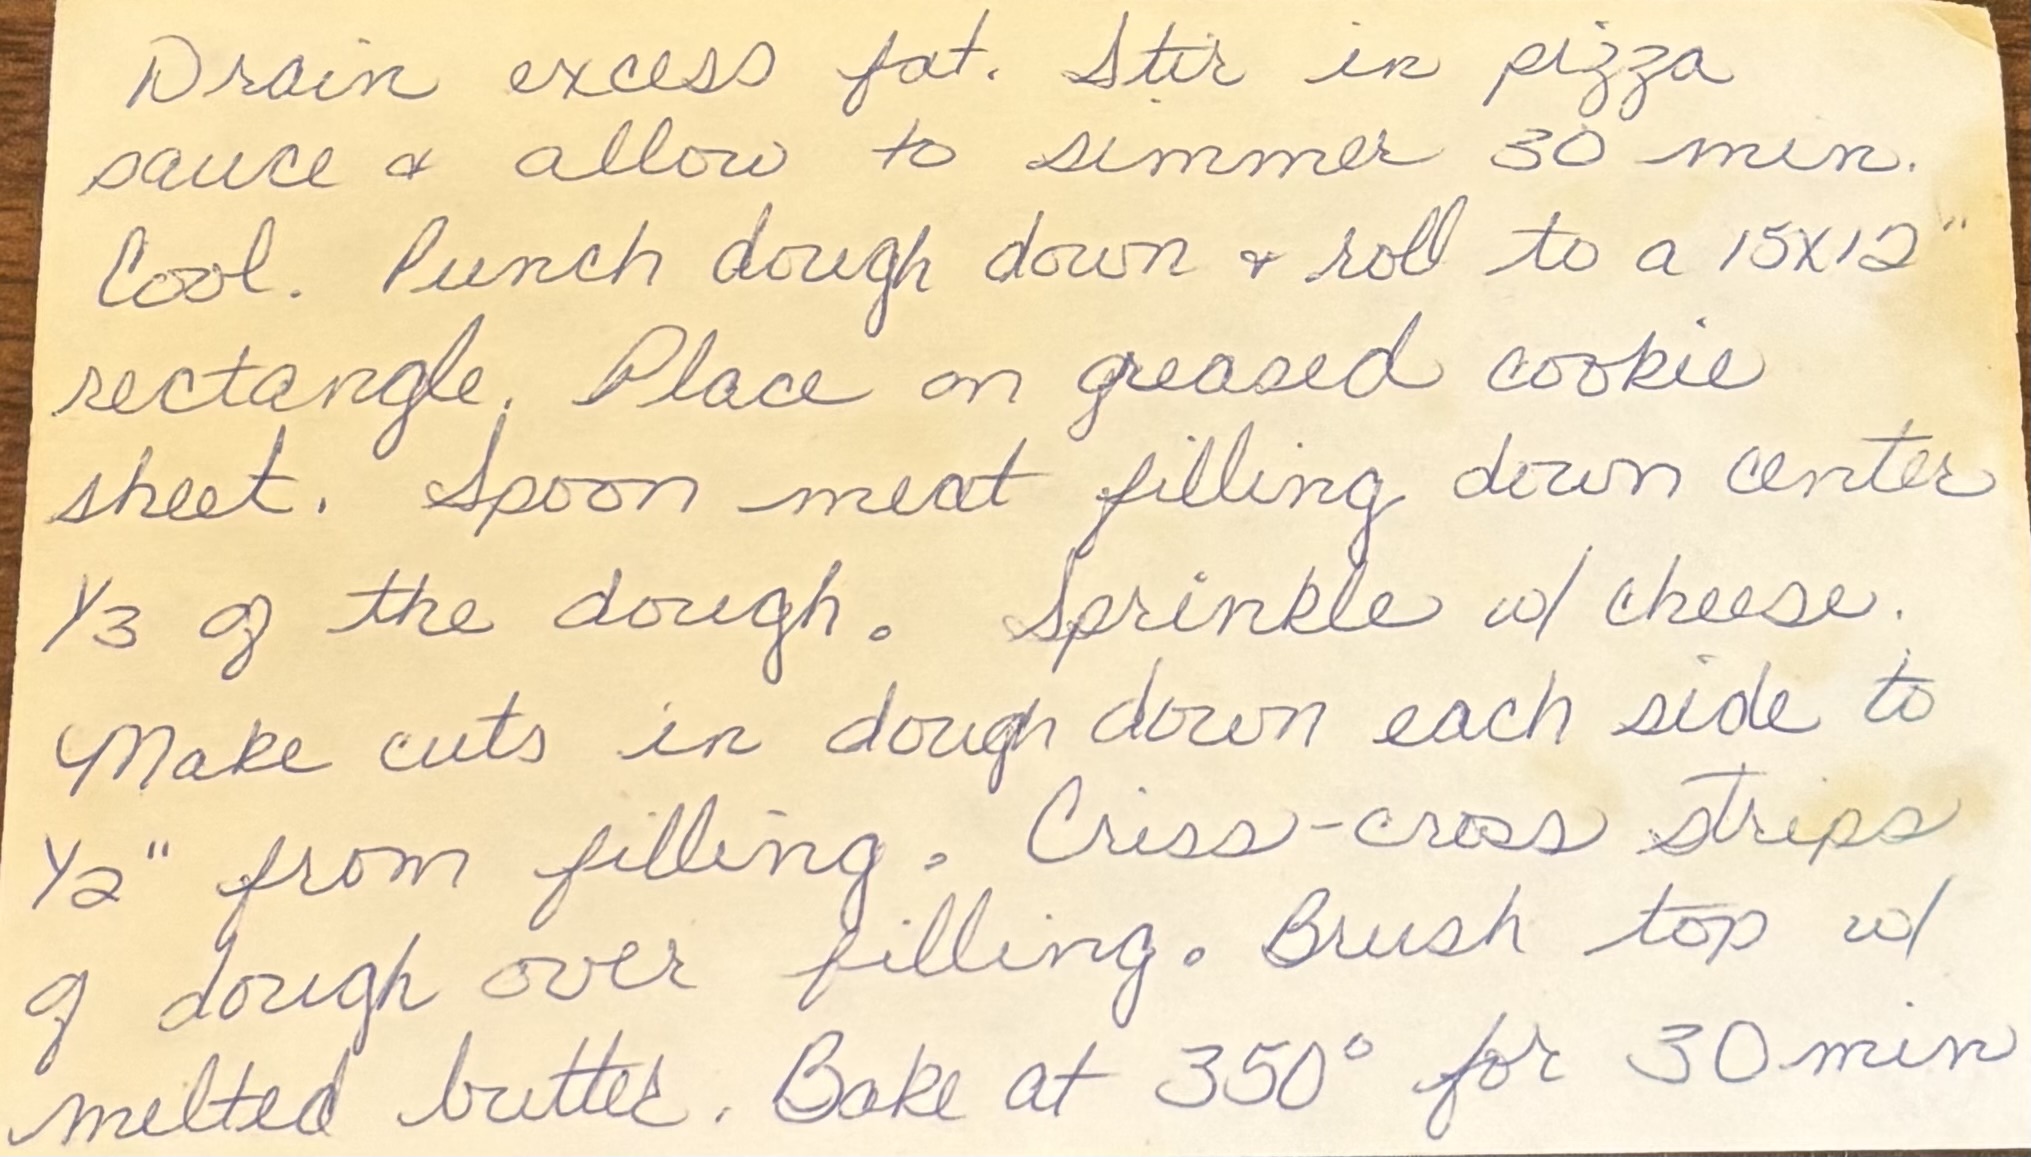 Drain excess fat. Stir in pizza
sauce & allow to simmer 30 min.
Cool. Punch dough down & roll to a 15x12"
rectangle. Place on greased cookie
sheet. Spoon meat filling down center
1/3 of the dough. Sprinkle w/ cheese.
Make cuts in dough down each side to
1/2" from filling. Criss-cross strips
of dough over filling. Brush top w/
melted butter. Bake at 350° for 30 min